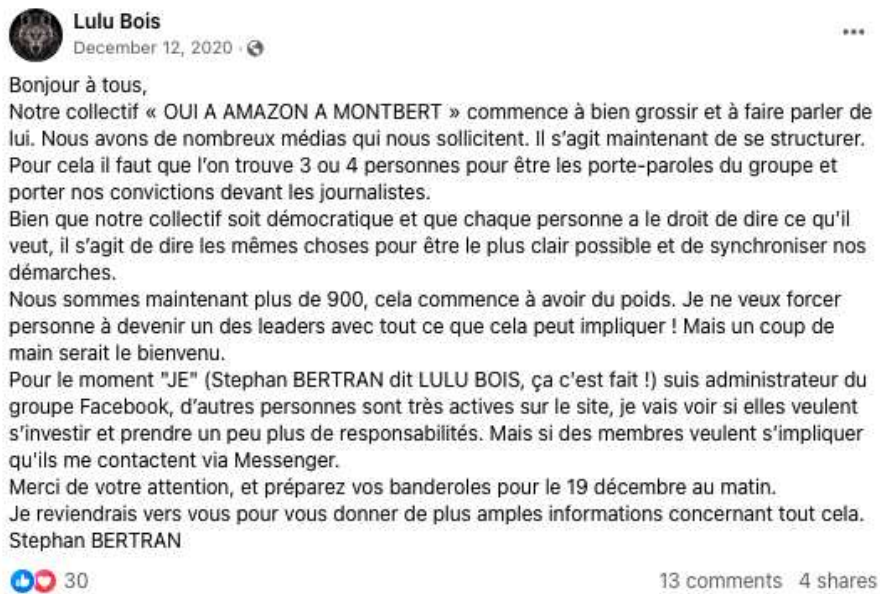 Lulu Bois
December 12, 2020 ·
Bonjour à tous,
Notre collectif « OUI A AMAZON A MONTBERT » commence à bien grossir et à faire parler de
lui. Nous avons de nombreux médias qui nous sollicitent. Il s’agit maintenant de se structurer.
Pour cela il faut que l’on trouve 3 ou 4 personnes pour être les porte-paroles du groupe et
porter nos convictions devant les journalistes.
Bien que notre collectif soit démocratique et que chaque personne a le droit de dire ce qu'il
veut, il s’agit de dire les mêmes choses pour être le plus clair possible et de synchroniser nos
démarches.
Nous sommes maintenant plus de 900, cela commence à avoir du poids. Je ne veux forcer
personne à devenir un des leaders avec tout ce que cela peut impliquer ! Mais un coup de
main serait le bienvenu.
Pour le moment "JE" (Stephan BERTRAN dit LULU BOIS, ça c'est fait !) suis administrateur du
groupe Facebook, d’autres personnes sont très actives sur le site, je vais voir si elles veulent
s’investir et prendre un peu plus de responsabilités. Mais si des membres veulent s’impliquer
qu'ils me contactent via Messenger.
Merci de votre attention, et préparez vos banderoles pour le 19 décembre au matin.
Je reviendrais vers vous pour vous donner de plus amples informations concernant tout cela.
Stephan BERTRAN
30 13 comments 4 shares